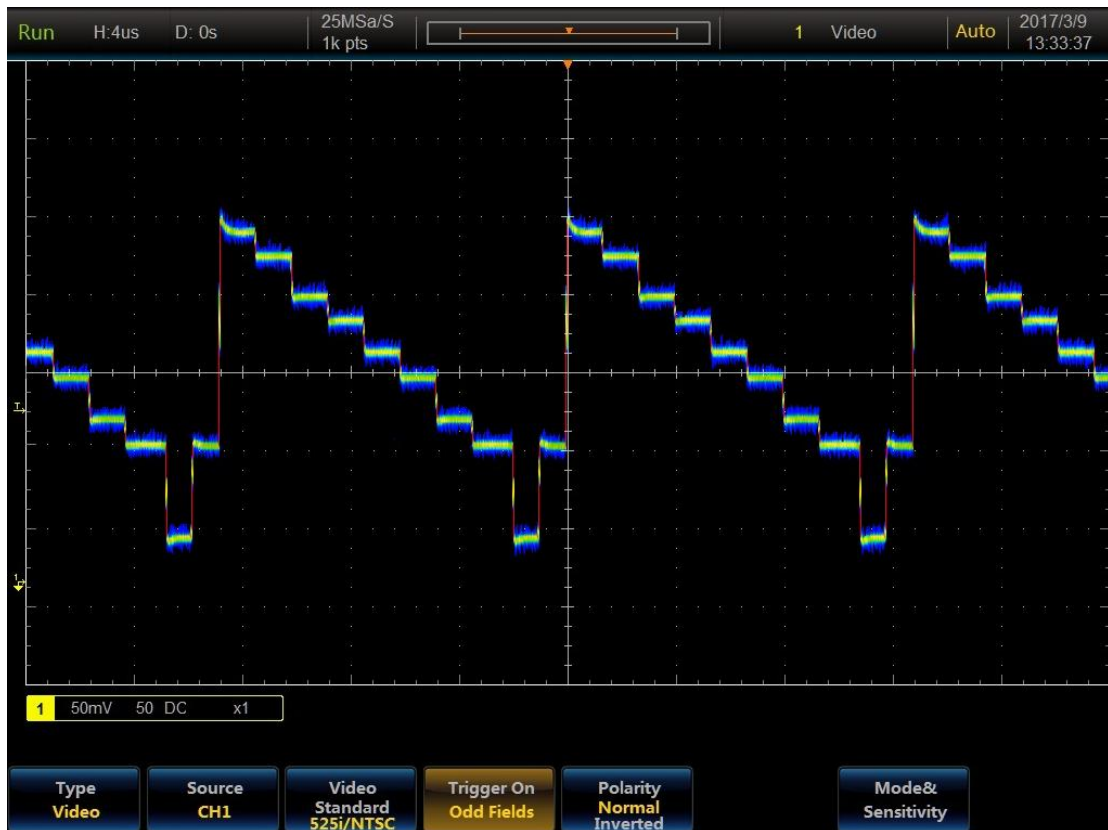 Run H:4us D: 0s 25MSa/S 1 Video Auto 2017/3/9
1k pts 13:33:37
T
1
1 50mV 50 DC x1
Type Source Video Trigger On Polarity Mode&
Video CH1 Standard Odd Fields Normal Sensitivity
525i/NTSC Inverted